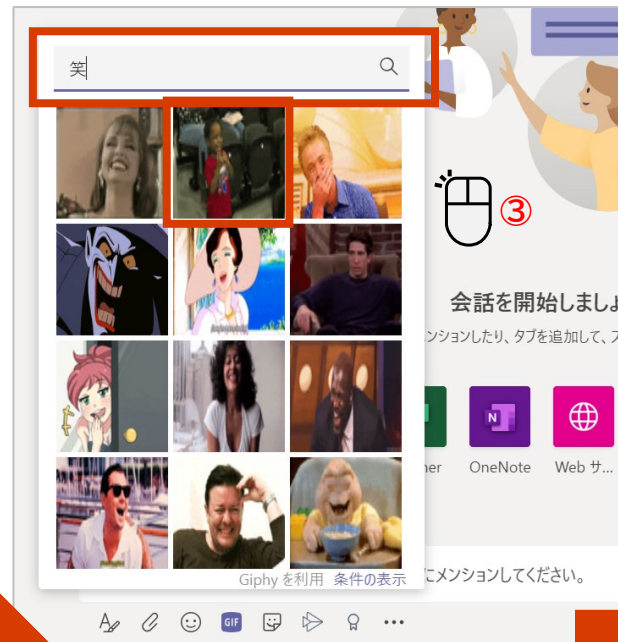 笑
③
会話を開始しましょ
ンションしたり、タブを追加して、フ
N
ner
OneNote
Web サ...
Giphy を利用 条件の表示
にメンションしてください。
GIF